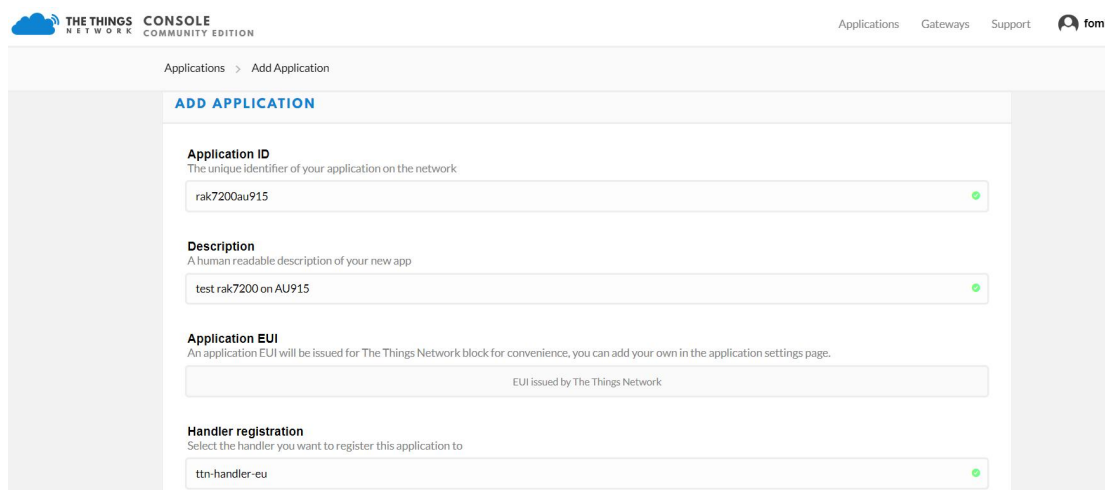 THE THINGS NETWORK CONSOLE COMMUNITY EDITION
Applications Gateways Support fom
Applications > Add Application
ADD APPLICATION
Application ID
The unique identifier of your application on the network
rak7200au915
Description
A human readable description of your new app
test rak7200 on AU915
Application EUI
An application EUI will be issued for The Things Network block for convenience, you can add your own in the application settings page.
EUI issued by The Things Network
Handler registration
Select the handler you want to register this application to
ttn-handler-eu